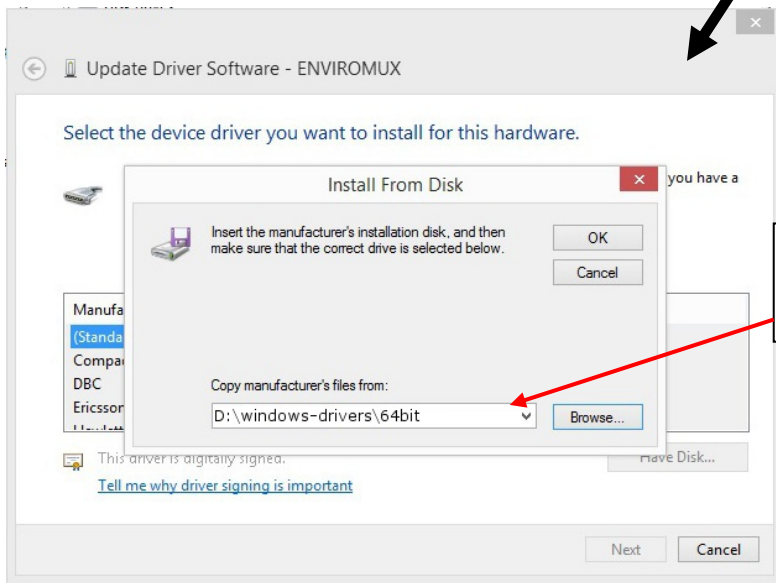 Update Driver Software - ENVIROMUX
Select the device driver you want to install for this hardware.
you have a
Install From Disk
Insert the manufacturer's installation disk, and then
make sure that the correct drive is selected below.
OK
Cancel
Manufa
(Standa
Compa
DBC
Ericsson
Copy manufacturer's files from:
D:\windows-drivers\64bit
Browse...
This driver is digitally signed.
Have Disk...
Tell me why driver signing is important
Next
Cancel